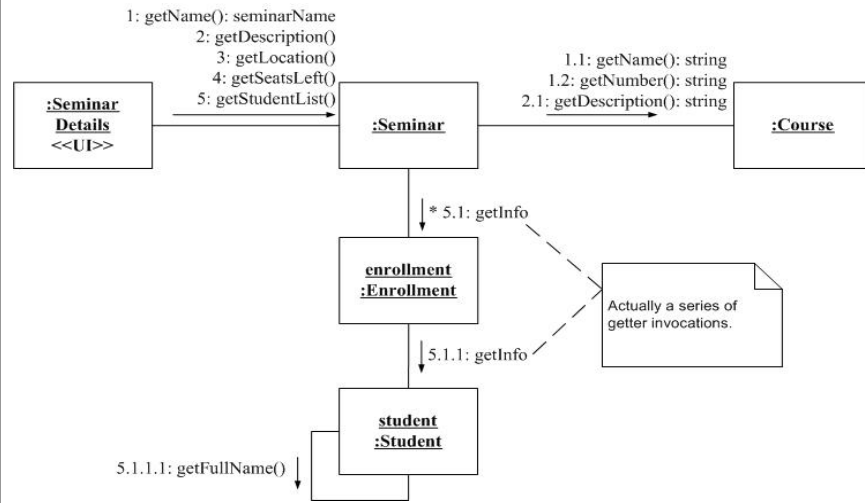 1: getName(): seminarName
2: getDescription()
3: getLocation()
4: getSeatsLeft()
5: getStudentList()
1.1: getName(): string
1.2: getNumber(): string
2.1: getDescription(): string
:Seminar
Details
<<UI>>
:Seminar
:Course
* 5.1: getInfo
enrollment
:Enrollment
Actually a series of
getter invocations.
5.1.1: getInfo
student
:Student
5.1.1.1: getFullName()